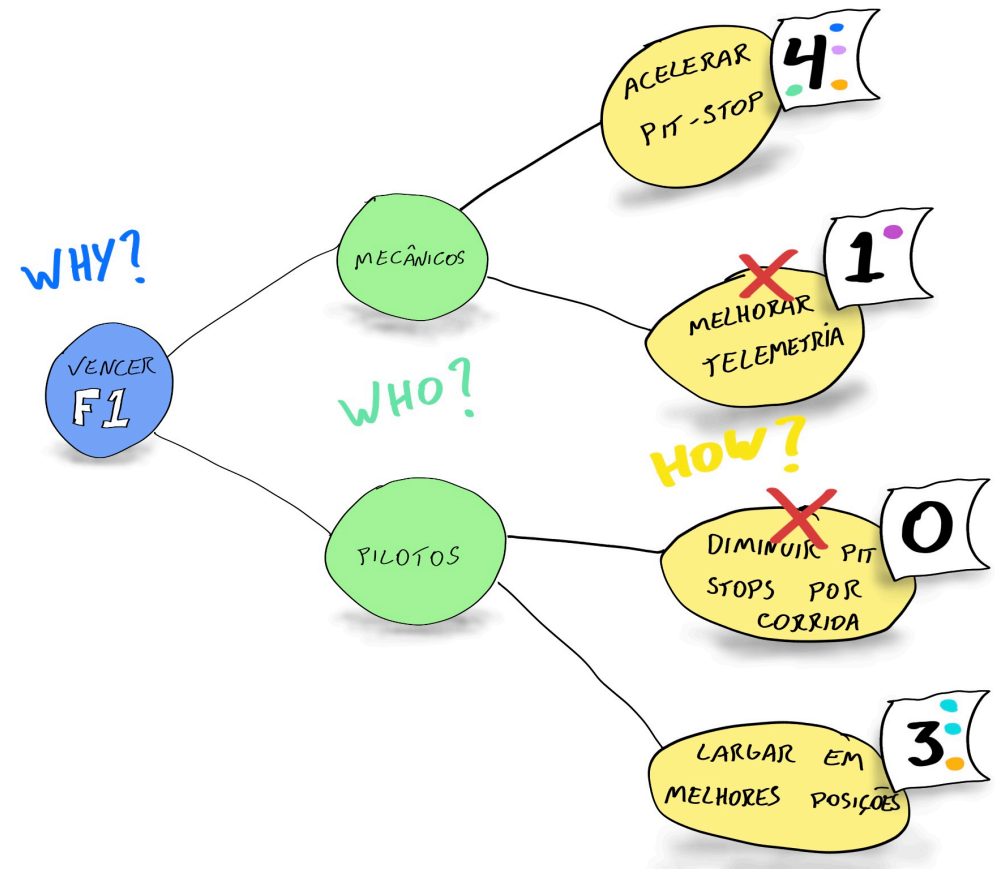 ACELERAR
PIT-STOP
4
WHY?
MECÂNICOS
1
MELHORAR
TELEMETRIA
VENCER
F1
WHO?
HOW?
PILOTOS
0
DIMINUIR PIT
STOPS POR
CORRIDA
3
LARGAR EM
MELHORES POSIÇÕES